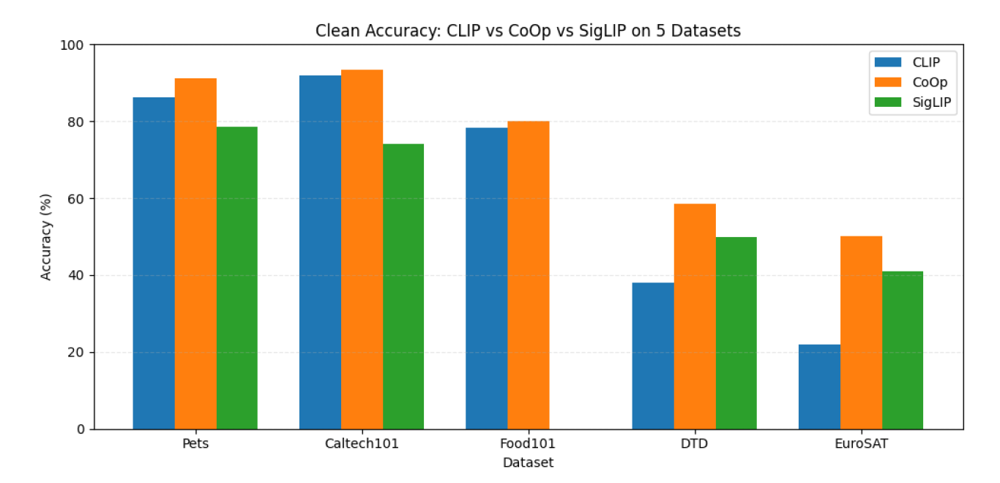 Clean Accuracy: CLIP vs CoOp vs SigLIP on 5 Datasets
100
80
60
40
20
0
Accuracy (%)
CLIP
CoOp
SigLIP
Pets Caltech101 Food101 DTD EuroSAT
Dataset